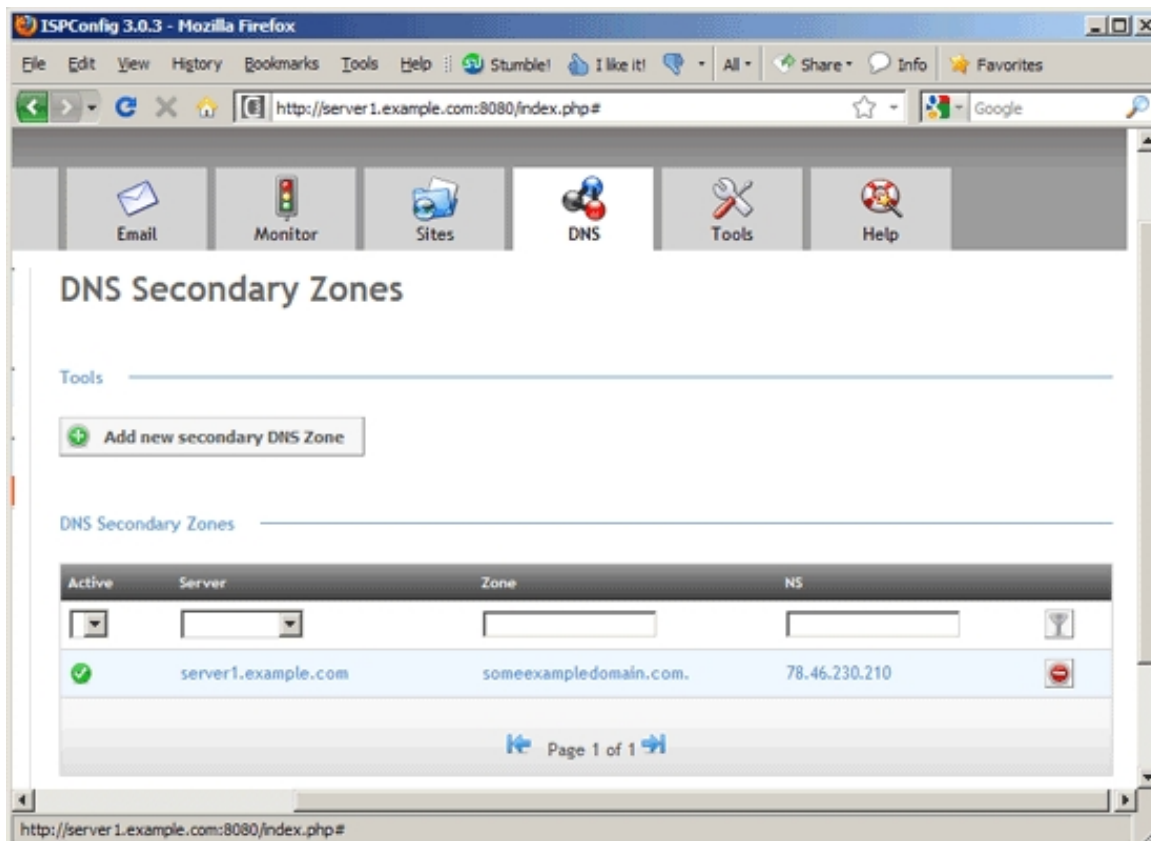 ISPConfig 3.0.3 - Mozilla Firefox
File Edit View History Bookmarks Tools Help Stumble! I like it! All Share Info Favorites
http://server1.example.com:8080/index.php# Google
Email Monitor Sites DNS Tools Help
DNS Secondary Zones
Tools
Add new secondary DNS Zone
DNS Secondary Zones
Active Server Zone NS
server1.example.com someexampledomain.com. 78.46.230.210
Page 1 of 1
http://server1.example.com:8080/index.php#